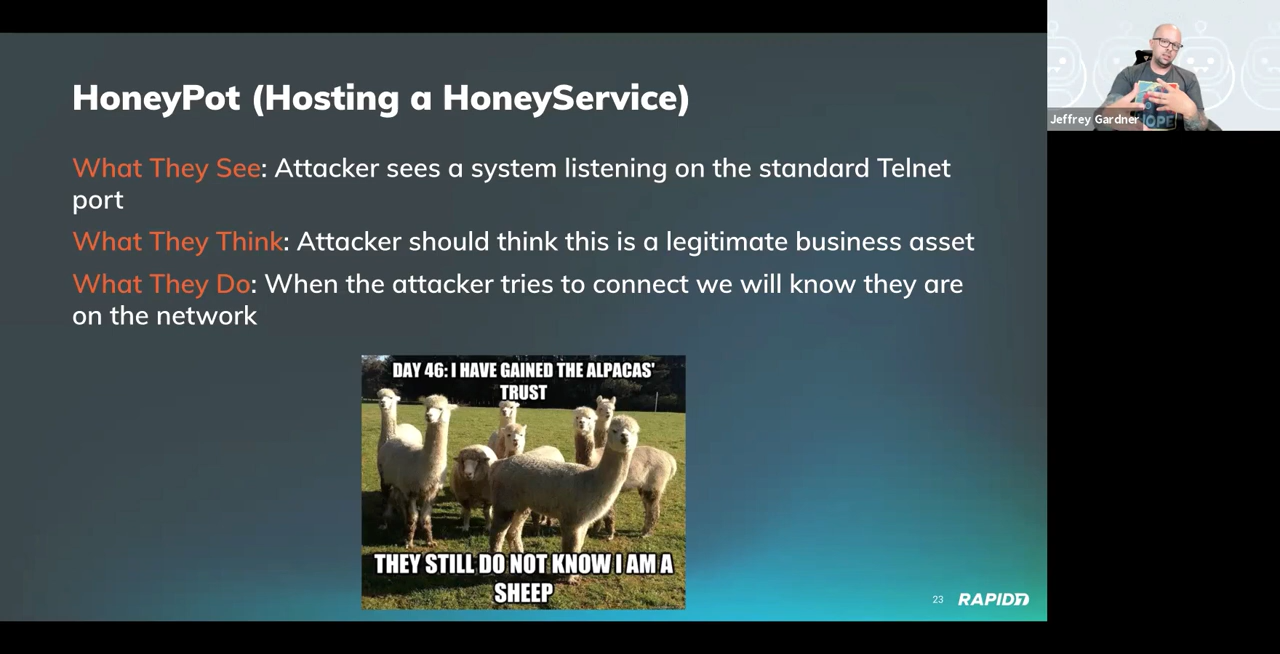 HoneyPot (Hosting a HoneyService)
What They See: Attacker sees a system listening on the standard Telnet
port
What They Think: Attacker should think this is a legitimate business asset
What They Do: When the attacker tries to connect we will know they are
on the network
DAY 46: I HAVE GAINED THE ALPACAS'
TRUST
THEY STILL DO NOT KNOW I AM A
SHEEP
23
RAPID7
Jeffrey Gardner